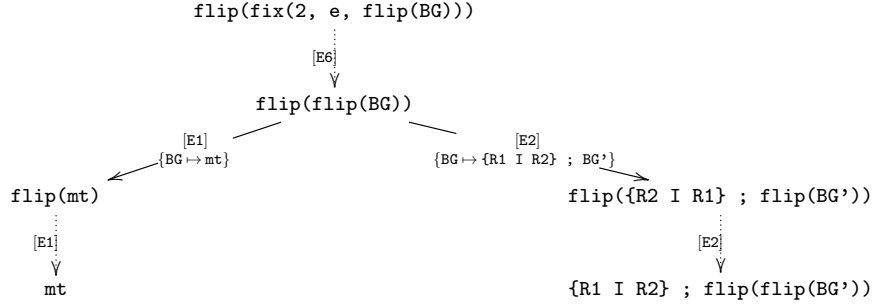 flip(fix(2, e, flip(BG)))
[E6]
flip(flip(BG))
[E1] [E2]
{BG ↦ mt} {BG ↦ {R1 I R2} ; BG'}
flip(mt) flip({R2 I R1} ; flip(BG'))
[E1] [E2]
mt {R1 I R2} ; flip(flip(BG'))